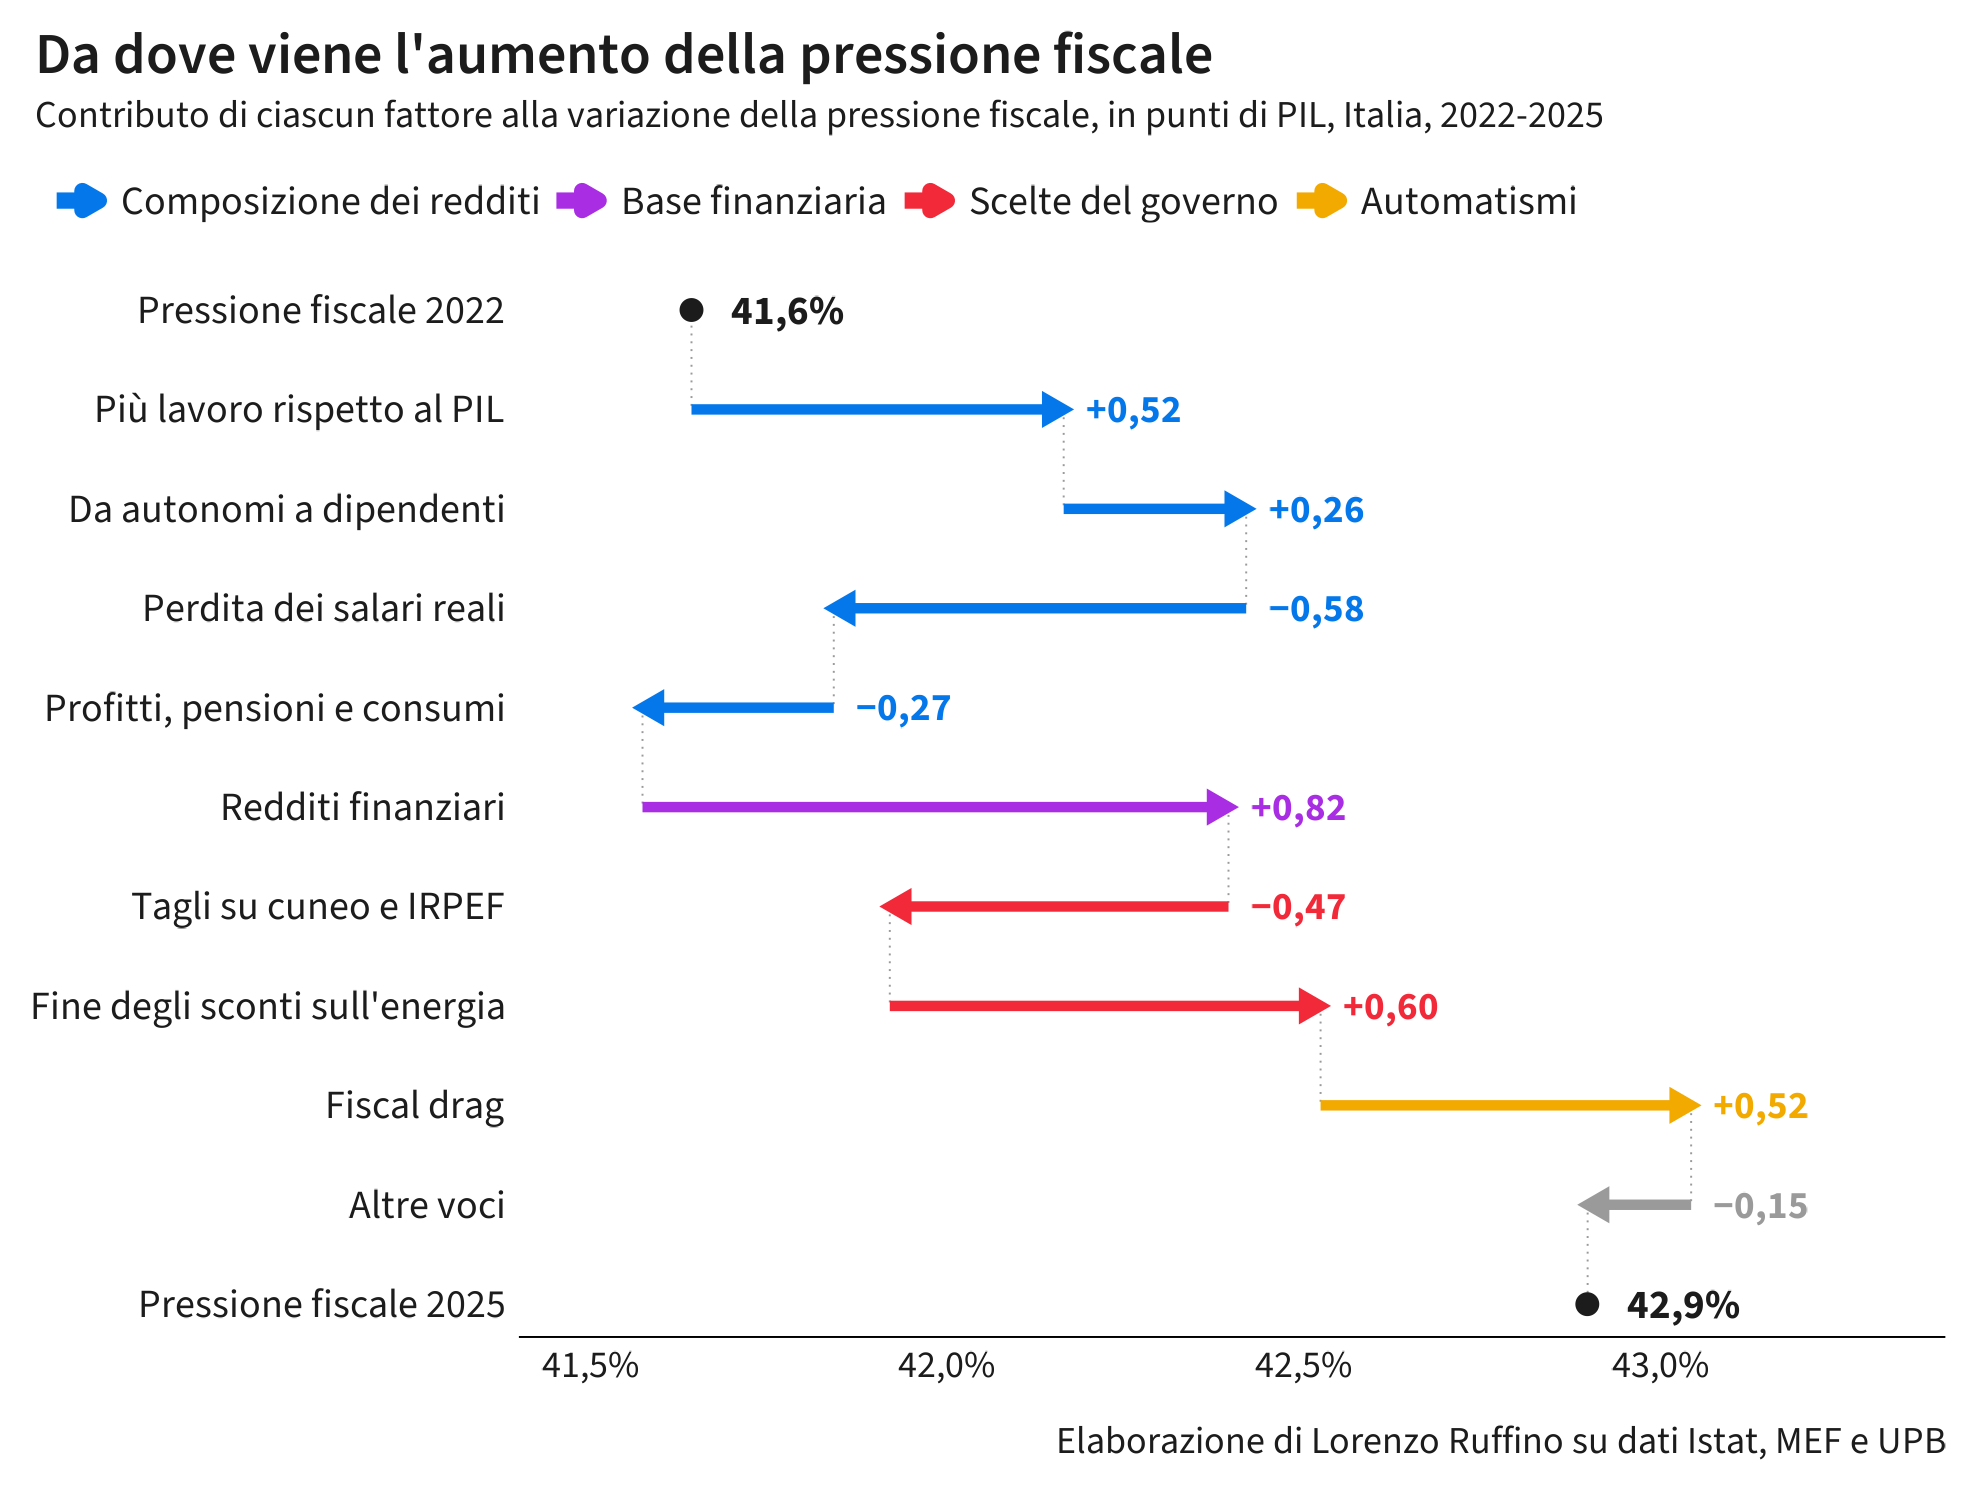 Da dove viene l'aumento della pressione fiscale
Contributo di ciascun fattore alla variazione della pressione fiscale, in punti di PIL, Italia, 2022-2025
Composizione dei redditi Base finanziaria Scelte del governo Automatismi
Pressione fiscale 2022 41,6%
Più lavoro rispetto al PIL +0,52
Da autonomi a dipendenti +0,26
Perdita dei salari reali −0,58
Profitti, pensioni e consumi −0,27
Redditi finanziari +0,82
Tagli su cuneo e IRPEF −0,47
Fine degli sconti sull'energia +0,60
Fiscal drag +0,52
Altre voci −0,15
Pressione fiscale 2025 42,9%
41,5% 42,0% 42,5% 43,0%
Elaborazione di Lorenzo Ruffino su dati Istat, MEF e UPB